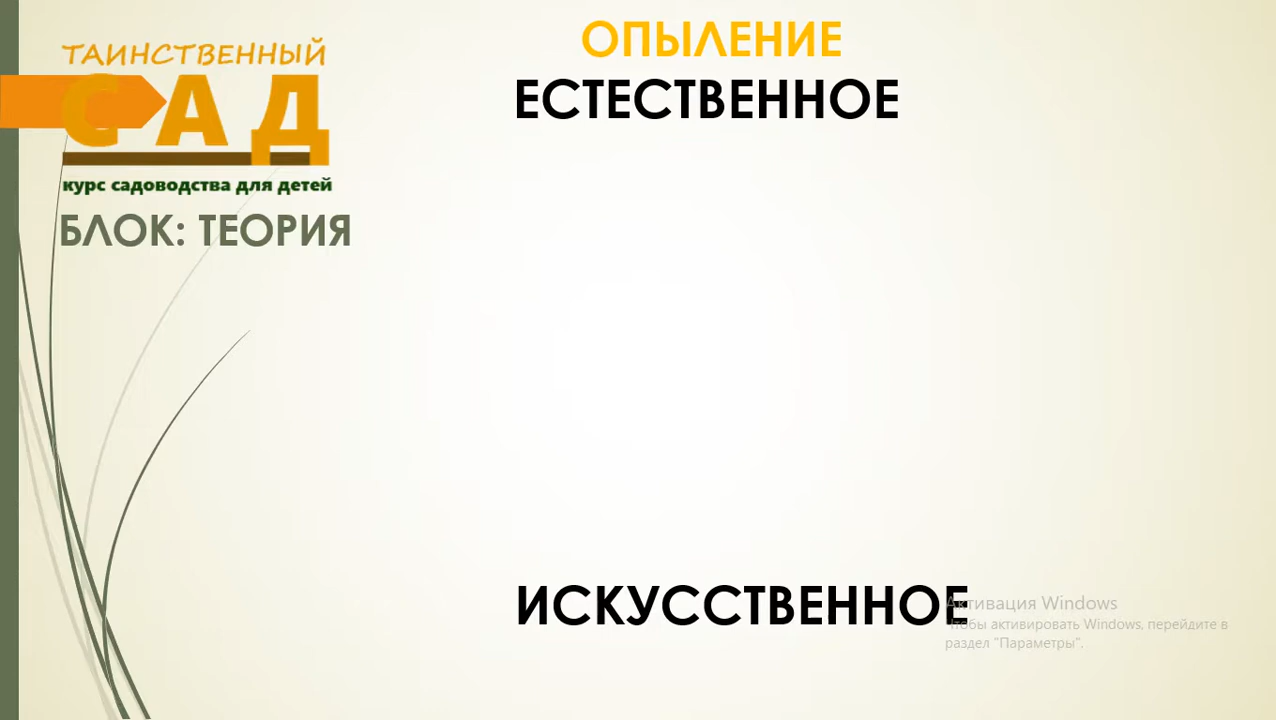 ТАИНСТВЕННЫЙ
САД
курс садоводства для детей
БЛОК: ТЕОРИЯ
ОПЫЛЕНИЕ
ЕСТЕСТВЕННОЕ
ИСКУССТВЕННОЕ
Активация Windows
Чтобы активировать Windows, перейдите в
раздел "Параметры".